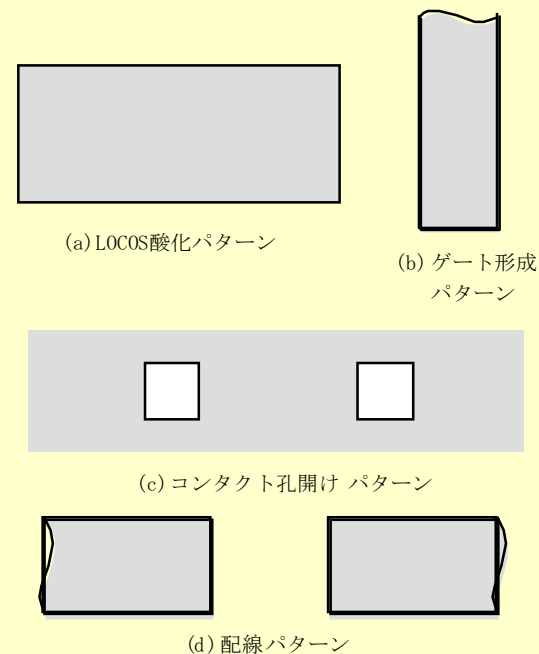 (a)LOCOS酸化パターン
(b) ゲート形成
パターン
(c)コンタクト孔開け パターン
(d)配線パターン